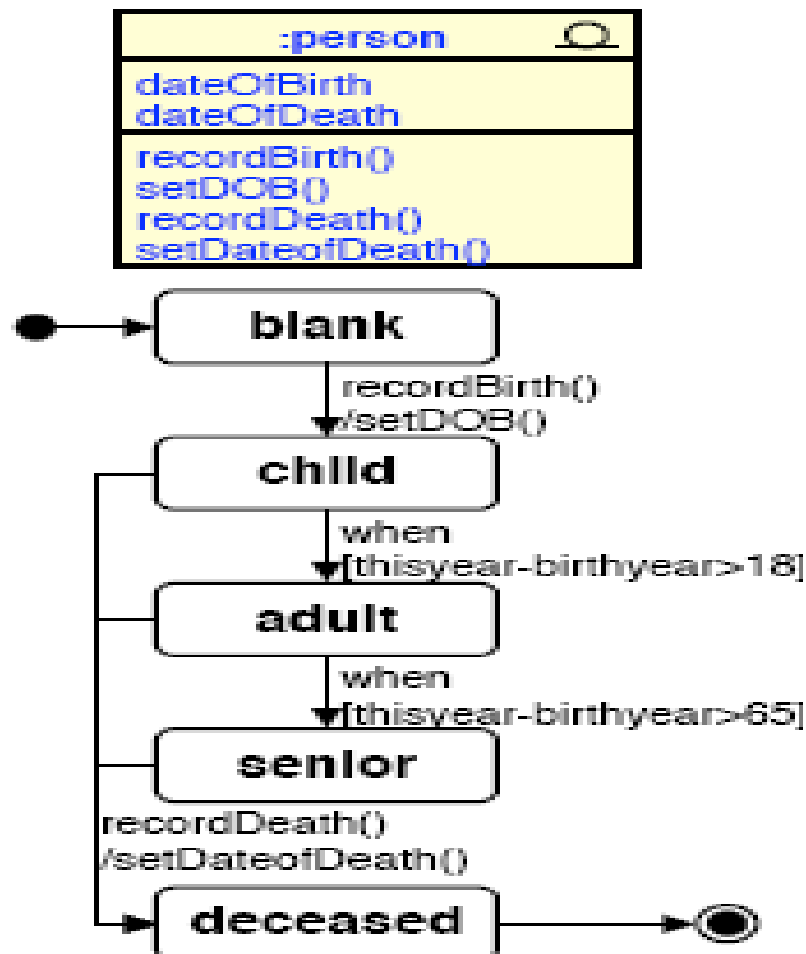 :person
dateOfBirth
dateOfDeath
recordBirth()
setDOB()
recordDeath()
setDateofDeath()
blank
recordBirth()
/setDOB()
child
when
[thisyear-birthyear>18]
adult
when
[thisyear-birthyear>65]
senior
recordDeath()
/setDateofDeath()
deceased